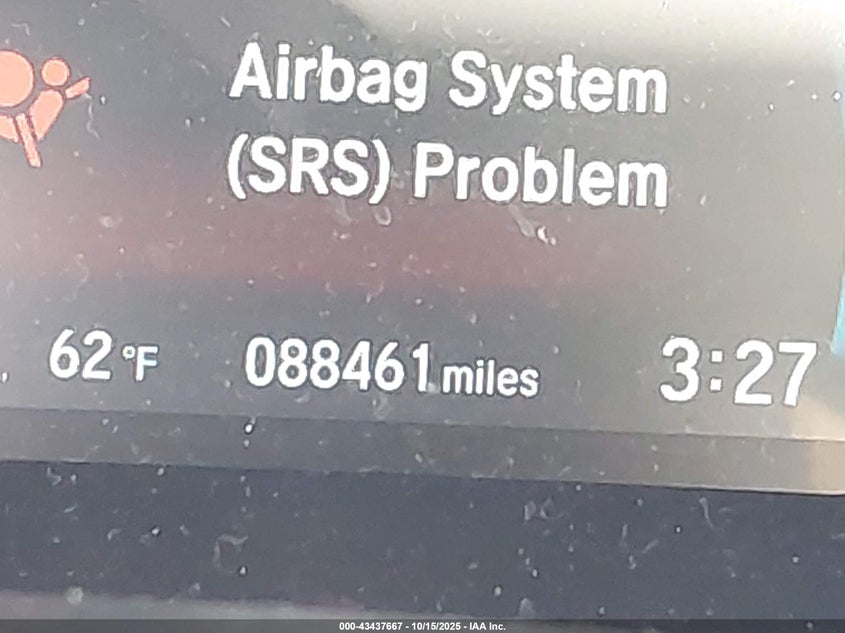 Airbag System
(SRS) Problem
62°F 088461 miles 3:27
000-43437667 - 10/15/2025 - IAA Inc.